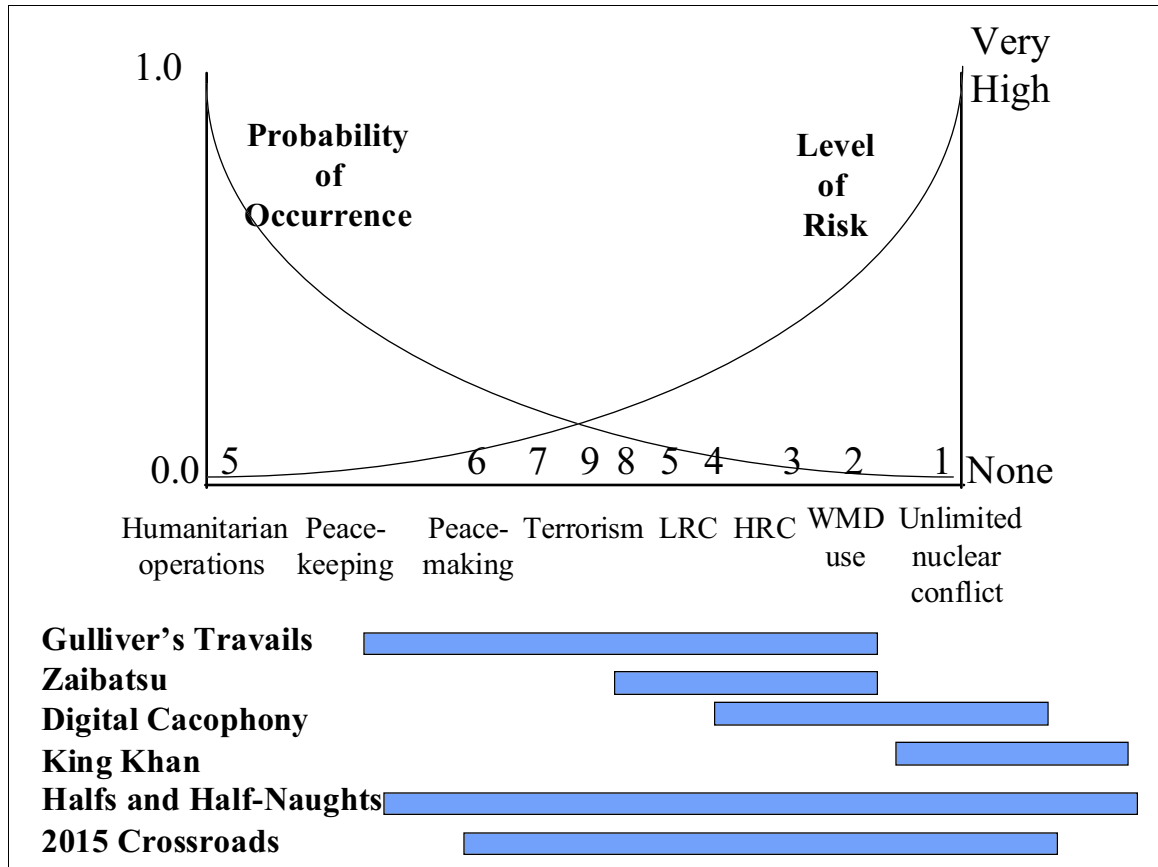 Very
High
1.0
Probability
of
Occurrence
Level
of
Risk
0.0 5 6 7 9 8 5 4 3 2 1 None
Humanitarian
operations
Peace-
keeping
Peace-
making
Terrorism
LRC
HRC
WMD
use
Unlimited
nuclear
conflict
Gulliver’s Travails
Zaibatsu
Digital Cacophony
King Khan
Halfs and Half-Naughts
2015 Crossroads